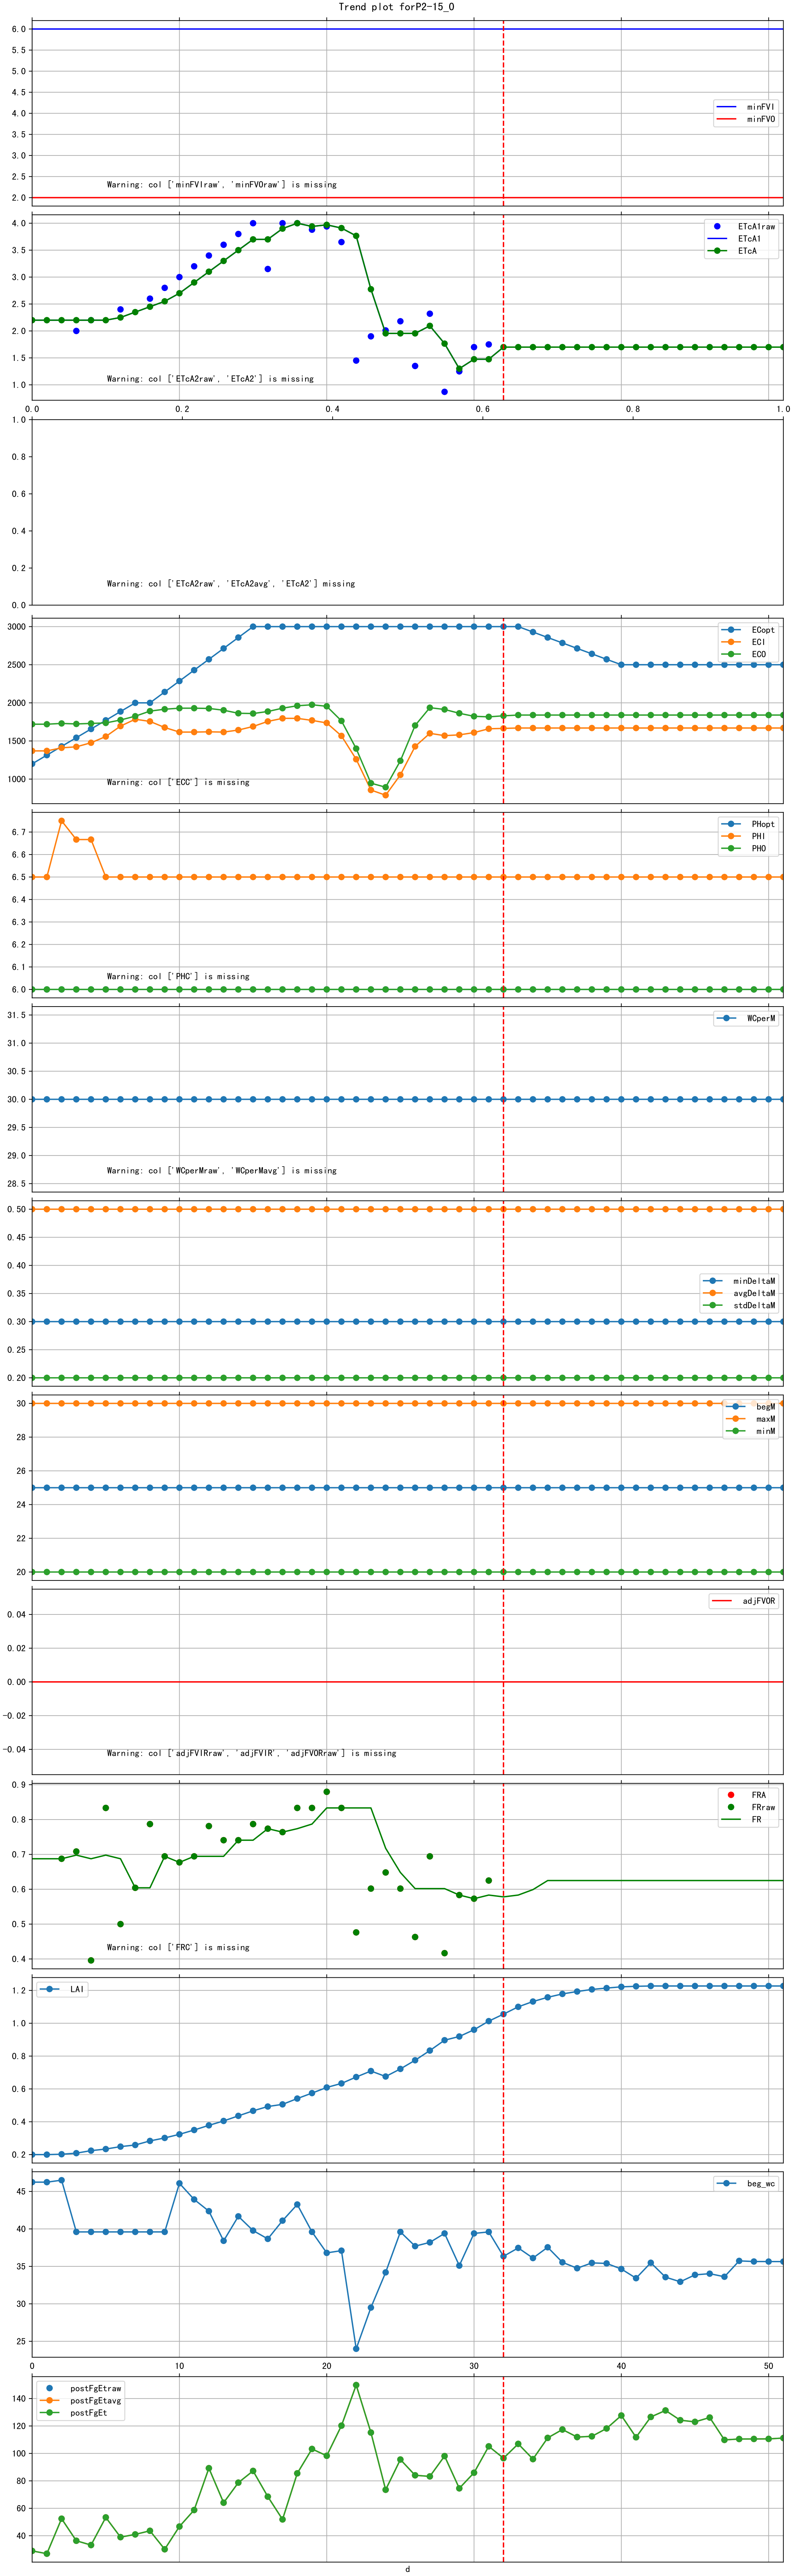 Trend plot forP2-15_0
6.0
5.5
5.0
4.5
4.0
3.5
3.0
2.5
2.0
minFVI
minFVO
Warning: col ['minFVIraw', 'minFVOraw'] is missing
4.0
3.5
3.0
2.5
2.0
1.5
1.0
ETcA1raw
ETcA1
ETcA
Warning: col ['ETcA2raw', 'ETcA2'] is missing
0.0 0.2 0.4 0.6 0.8 1.0
1.0
0.8
0.6
0.4
0.2
0.0
Warning: col ['ETcA2raw', 'ETcA2avg', 'ETcA2'] missing
3000
2500
2000
1500
1000
ECopt
ECI
ECO
Warning: col ['ECC'] is missing
6.7
6.6
6.5
6.4
6.3
6.2
6.1
6.0
PHopt
PHI
PHO
Warning: col ['PHC'] is missing
31.5
31.0
30.5
30.0
29.5
29.0
28.5
WCperM
Warning: col ['WCperMraw', 'WCperMavg'] is missing
0.50
0.45
0.40
0.35
0.30
0.25
0.20
minDeltaM
avgDeltaM
stdDeltaM
30
28
26
24
22
20
begM
maxM
minM
0.04
0.02
0.00
-0.02
-0.04
adjFVOR
Warning: col ['adjFVIRraw', 'adjFVIR', 'adjFVORraw'] is missing
0.9
0.8
0.7
0.6
0.5
0.4
FRA
FRraw
FR
Warning: col ['FRC'] is missing
1.2
1.0
0.8
0.6
0.4
0.2
LAI
45
40
35
30
25
beg_wc
0 10 20 30 40 50
140
120
100
80
60
40
postFgEtraw
postFgEtavg
postFgEt
d